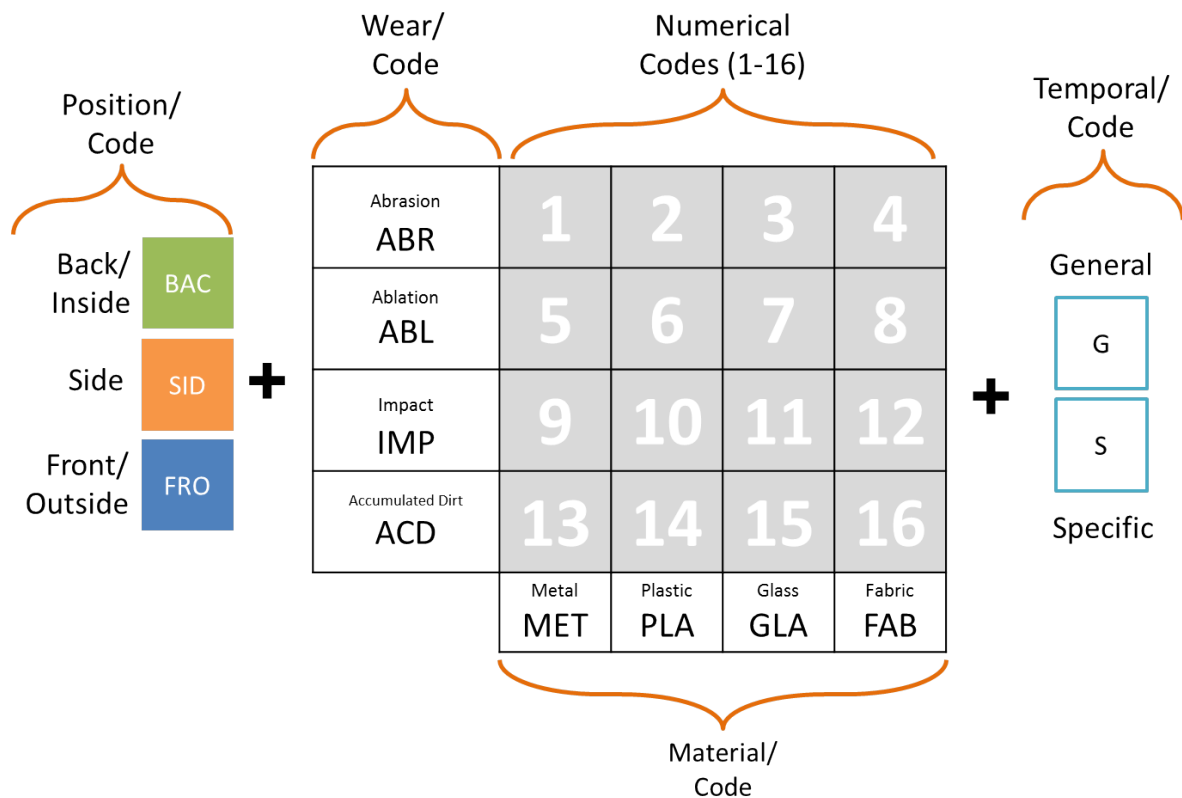 Wear/
Code
Numerical
Codes (1-16)
Position/
Code
Temporal/
Code
Back/
Inside
BAC
Side
SID
Front/
Outside
FRO
+
Abrasion
ABR
1 2 3 4
Ablation
ABL
5 6 7 8
Impact
IMP
9 10 11 12
Accumulated Dirt
ACD
13 14 15 16
Metal
MET
Plastic
PLA
Glass
GLA
Fabric
FAB
Material/
Code
+
General
G
S
Specific